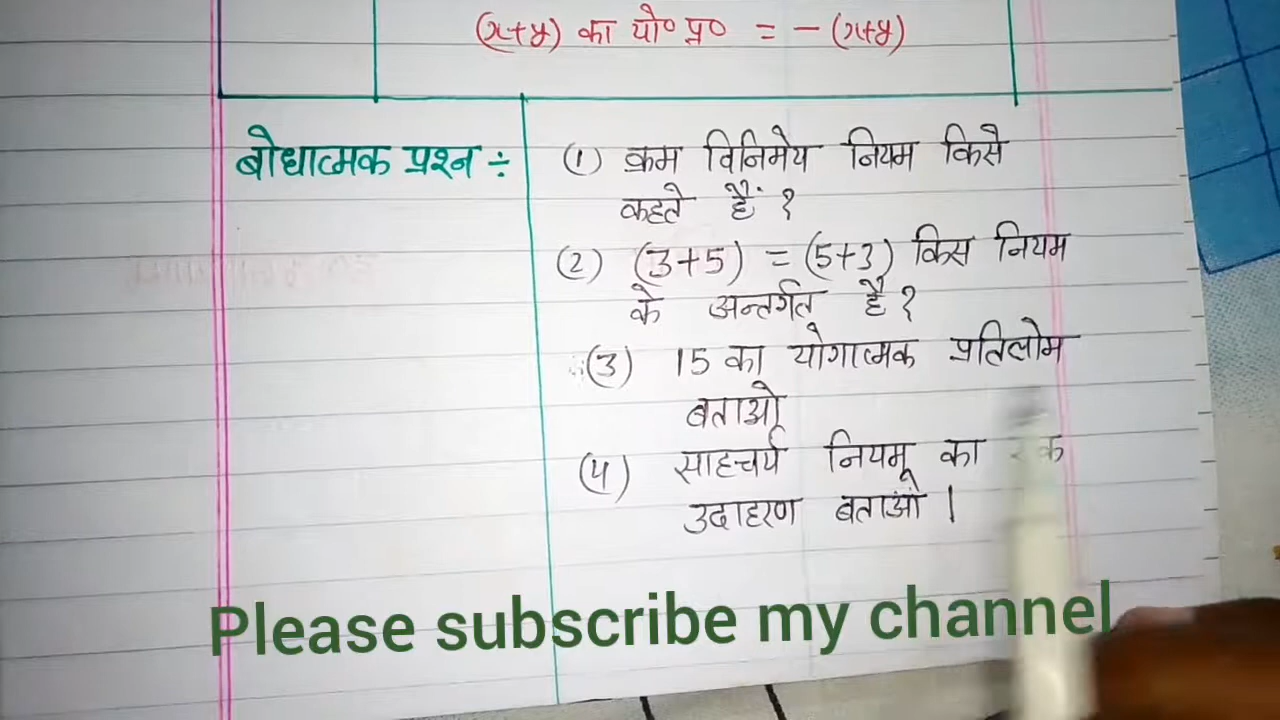 (x+y) का यो० प्र० = - (x+y)
बोधात्मक प्रश्न ÷
(1) क्रम विनिमेय नियम किसे
कहते हैं ?
(2) (3+5) = (5+3) किस नियम
के अन्तर्गत है ?
(3) 15 का योगात्मक प्रतिलोम
बताओ
(4) साहचर्य नियम का
उदाहरण बताओ ।
Please subscribe my channel